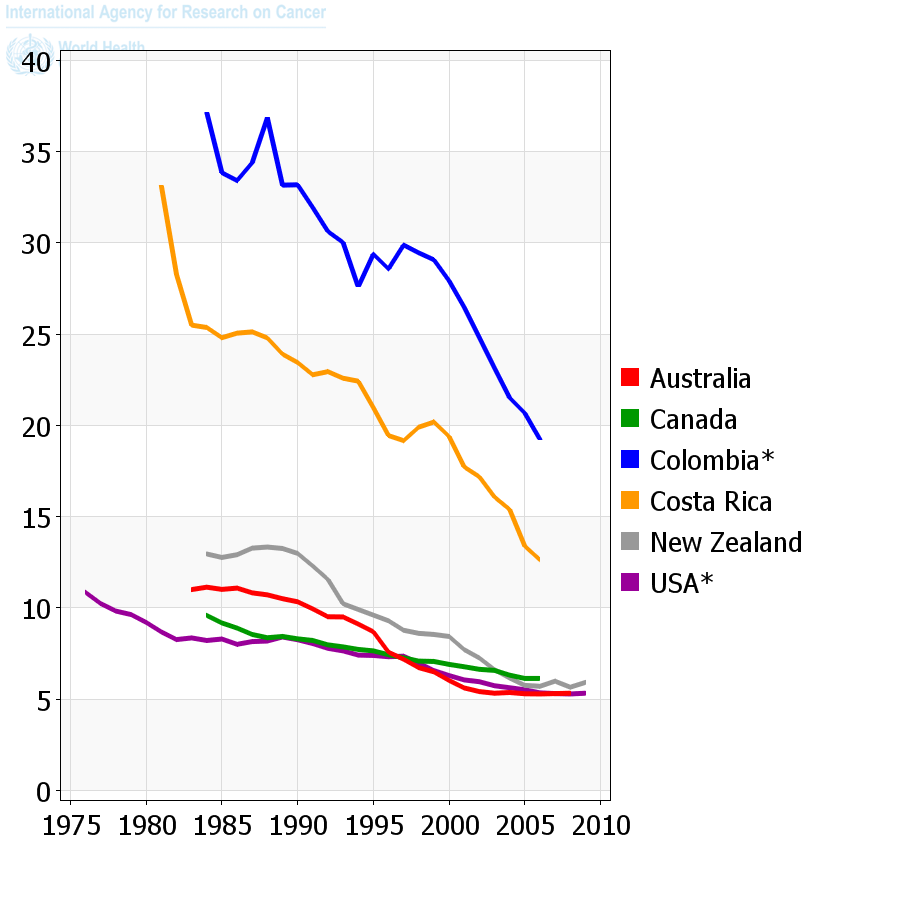 International Agency for Research on Cancer
World Health
40
35
30
25
20
15
10
5
0
1975 1980 1985 1990 1995 2000 2005 2010
Australia
Canada
Colombia*
Costa Rica
New Zealand
USA*